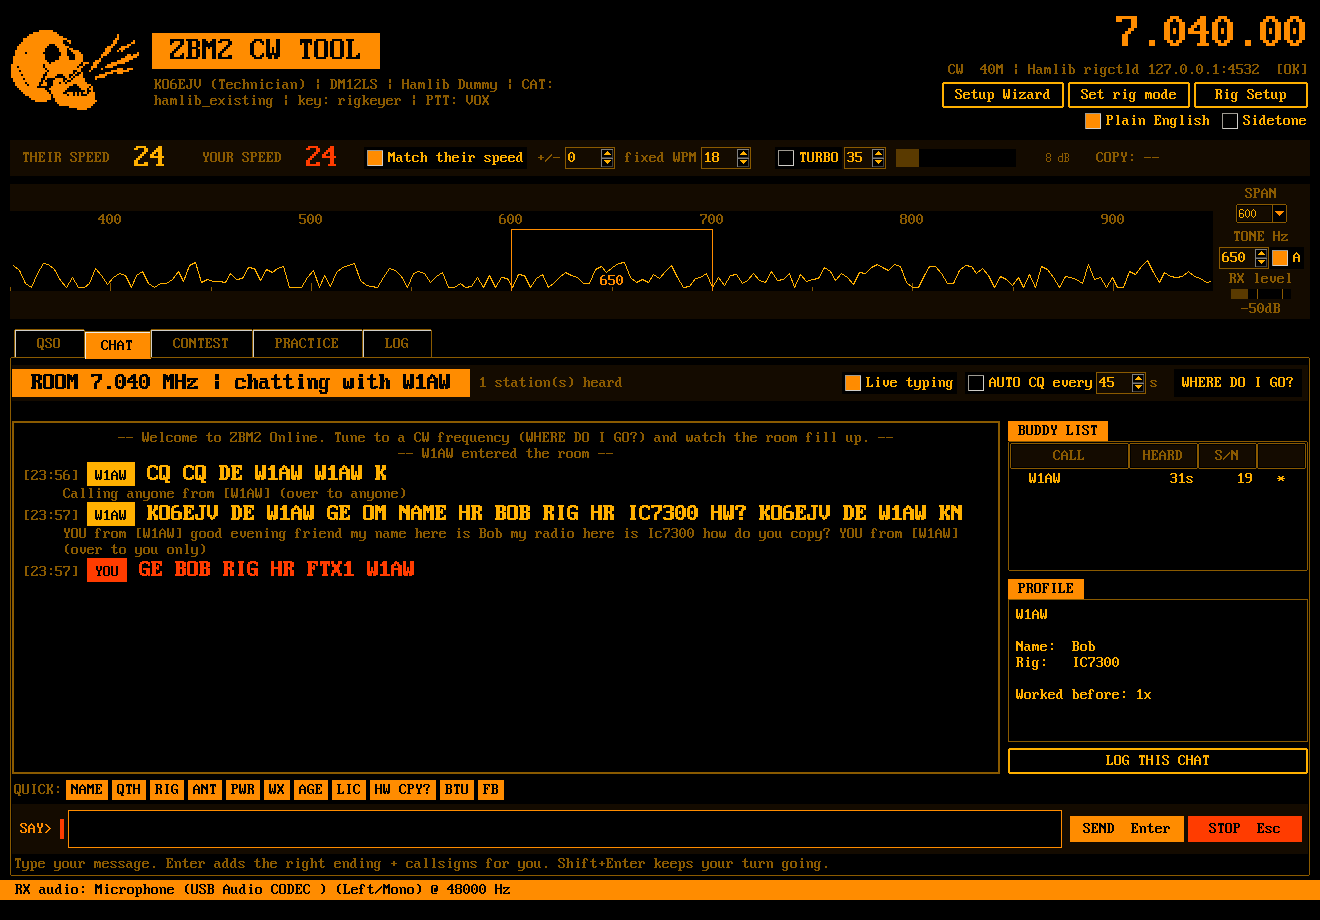 ZBM2 CW TOOL
7.040.00
KO6EJV (Technician) | DM12LS | Hamlib Dummy | CAT:
hamlib_existing | key: rigkeyer | PTT: VOX
CW 40M | Hamlib rigctld 127.0.0.1:4532 [OK]
Setup Wizard Set rig mode Rig Setup
Plain English Sidetone
THEIR SPEED 24 YOUR SPEED 24 Match their speed +/- 0 fixed WPM 18 TURBO 35 8 dB COPY: --
SPAN
400 500 600 700 800 900
600
TONE Hz
650 A
650
RX level
-50dB
QSO CHAT CONTEST PRACTICE LOG
ROOM 7.040 MHz | chatting with W1AW 1 station(s) heard Live typing AUTO CQ every 45 s WHERE DO I GO?
-- Welcome to ZBM2 Online. Tune to a CW frequency (WHERE DO I GO?) and watch the room fill up. --
-- W1AW entered the room --
[23:56] W1AW CQ CQ DE W1AW W1AW K
Calling anyone from [W1AW] (over to anyone)
[23:57] W1AW KO6EJV DE W1AW GE OM NAME HR BOB RIG HR IC7300 HW? KO6EJV DE W1AW KN
YOU from [W1AW] good evening friend my name here is Bob my radio here is Ic7300 how do you copy? YOU from [W1AW]
(over to you only)
[23:57] YOU GE BOB RIG HR FTX1 W1AW
BUDDY LIST
CALL HEARD S/N
W1AW 31s 19 *
PROFILE
W1AW
Name: Bob
Rig: IC7300
Worked before: 1x
LOG THIS CHAT
QUICK: NAME QTH RIG ANT PWR WX AGE LIC HW CPY? BTU FB
SAY> SEND Enter STOP Esc
Type your message. Enter adds the right ending + callsigns for you. Shift+Enter keeps your turn going.
RX audio: Microphone (USB Audio CODEC ) (Left/Mono) @ 48000 Hz